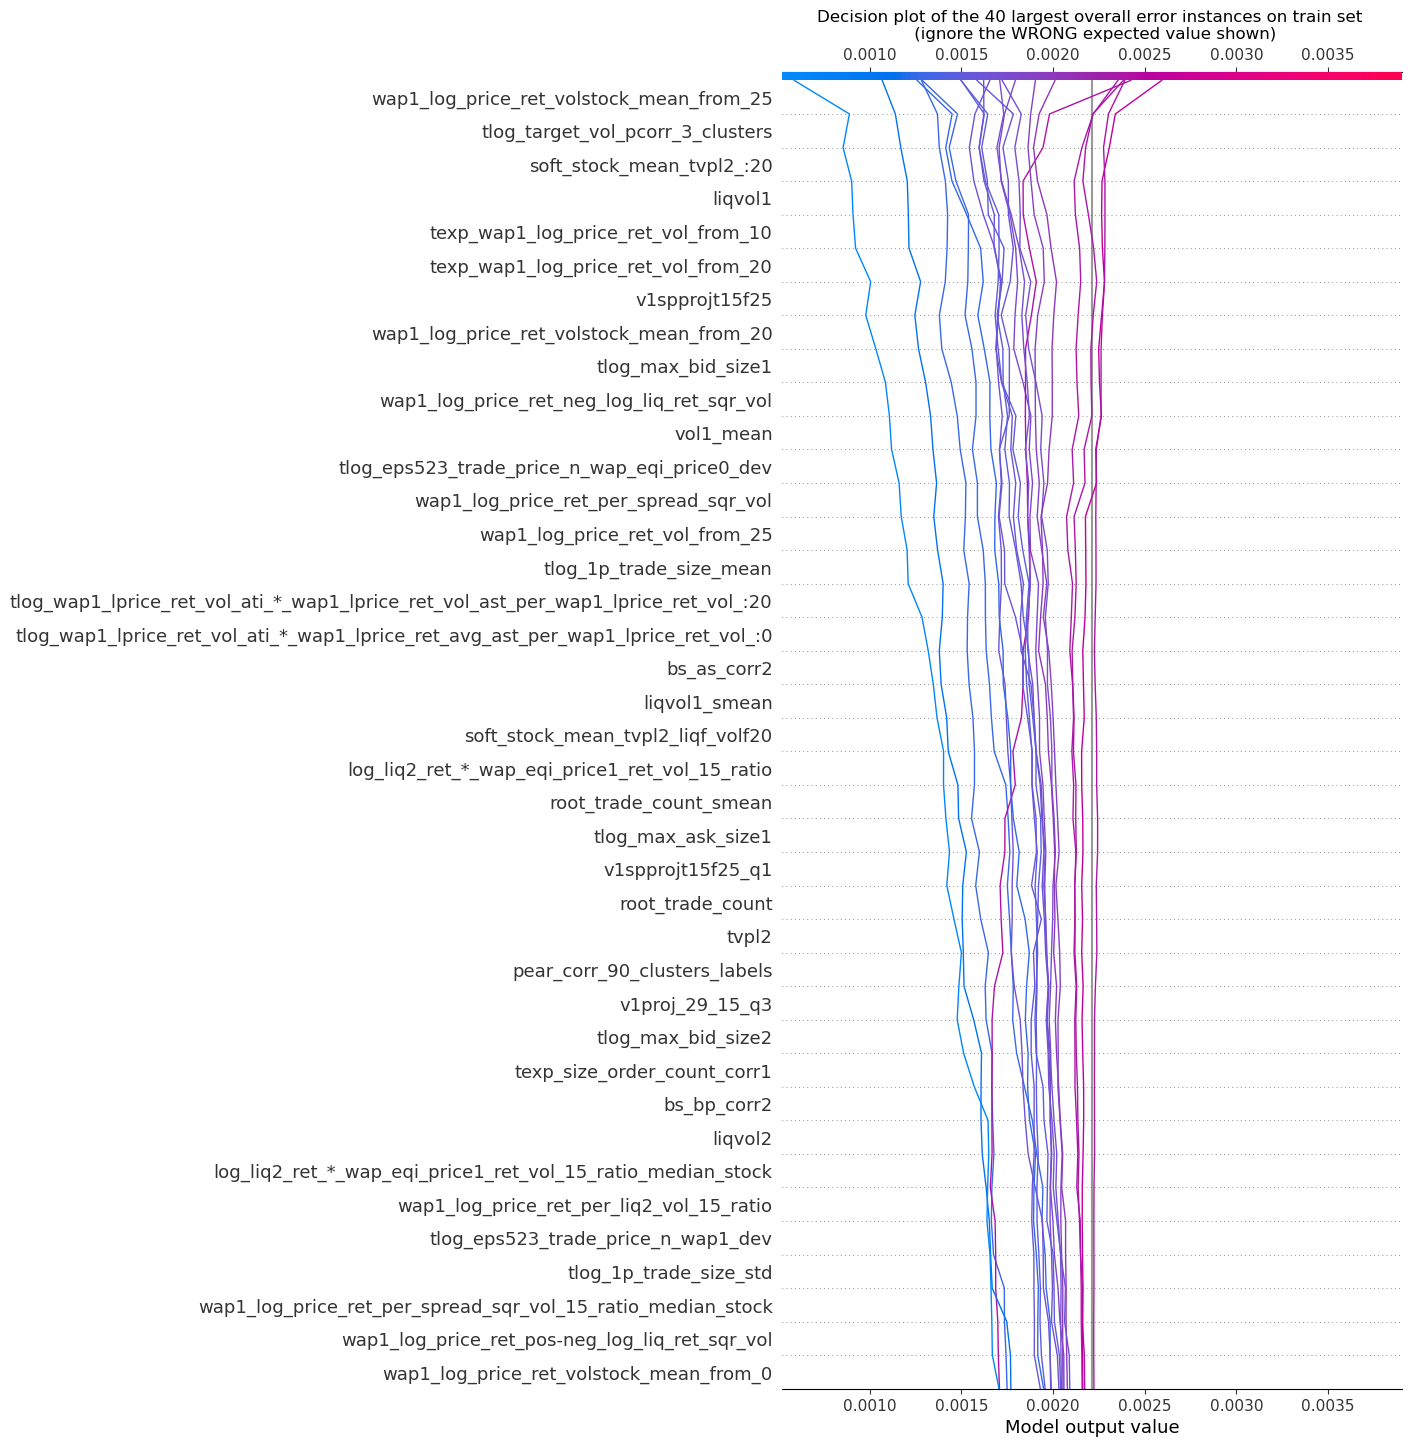 Decision plot of the 40 largest overall error instances on train set
(ignore the WRONG expected value shown)
0.0010 0.0015 0.0020 0.0025 0.0030 0.0035
wap1_log_price_ret_volstock_mean_from_25
tlog_target_vol_pcorr_3_clusters
soft_stock_mean_tvpl2_:20
liqvol1
texp_wap1_log_price_ret_vol_from_10
texp_wap1_log_price_ret_vol_from_20
v1spprojt15f25
wap1_log_price_ret_volstock_mean_from_20
tlog_max_bid_size1
wap1_log_price_ret_neg_log_liq_ret_sqr_vol
vol1_mean
tlog_eps523_trade_price_n_wap_eqi_price0_dev
wap1_log_price_ret_per_spread_sqr_vol
wap1_log_price_ret_vol_from_25
tlog_1p_trade_size_mean
tlog_wap1_lprice_ret_vol_ati_*_wap1_lprice_ret_vol_ast_per_wap1_lprice_ret_vol_:20
tlog_wap1_lprice_ret_vol_ati_*_wap1_lprice_ret_avg_ast_per_wap1_lprice_ret_vol_:0
bs_as_corr2
liqvol1_smean
soft_stock_mean_tvpl2_liqf_volf20
log_liq2_ret_*_wap_eqi_price1_ret_vol_15_ratio
root_trade_count_smean
tlog_max_ask_size1
v1spprojt15f25_q1
root_trade_count
tvpl2
pear_corr_90_clusters_labels
v1proj_29_15_q3
tlog_max_bid_size2
texp_size_order_count_corr1
bs_bp_corr2
liqvol2
log_liq2_ret_*_wap_eqi_price1_ret_vol_15_ratio_median_stock
wap1_log_price_ret_per_liq2_vol_15_ratio
tlog_eps523_trade_price_n_wap1_dev
tlog_1p_trade_size_std
wap1_log_price_ret_per_spread_sqr_vol_15_ratio_median_stock
wap1_log_price_ret_pos-neg_log_liq_ret_sqr_vol
wap1_log_price_ret_volstock_mean_from_0
0.0010 0.0015 0.0020 0.0025 0.0030 0.0035
Model output value